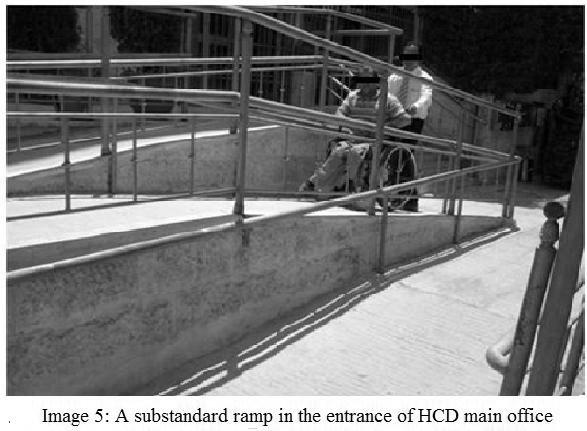 . Image 5: A substandard ramp in the entrance of HCD main office